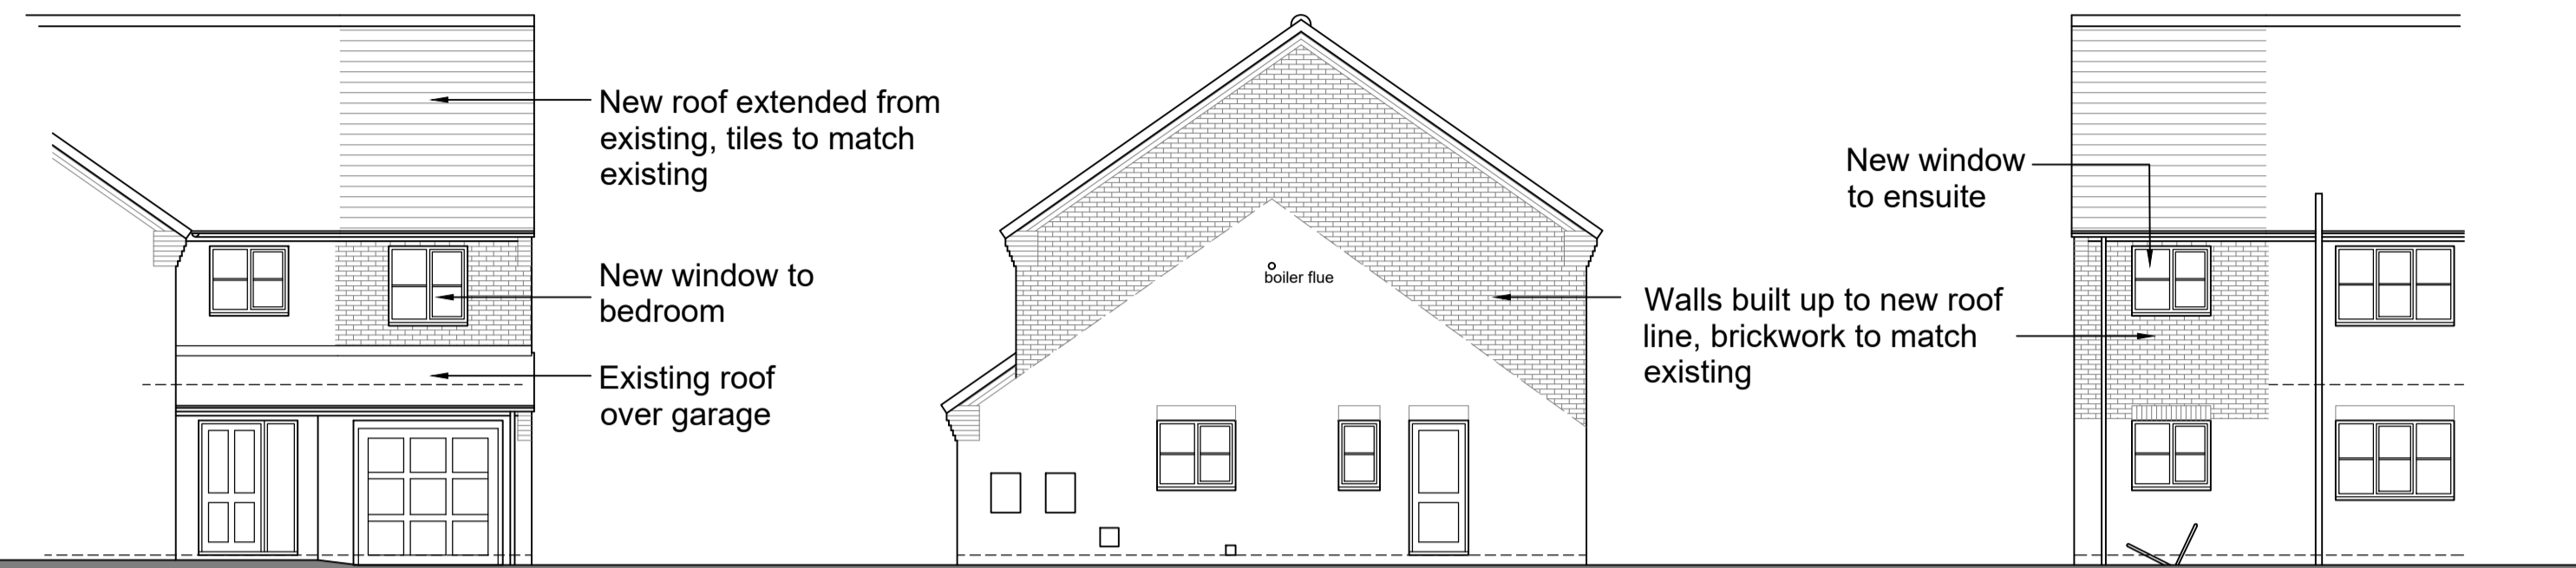 New roof extended from
existing, tiles to match
existing
New window to
bedroom
Existing roof
over garage
boiler flue
Walls built up to new roof
line, brickwork to match
existing
New window
to ensuite